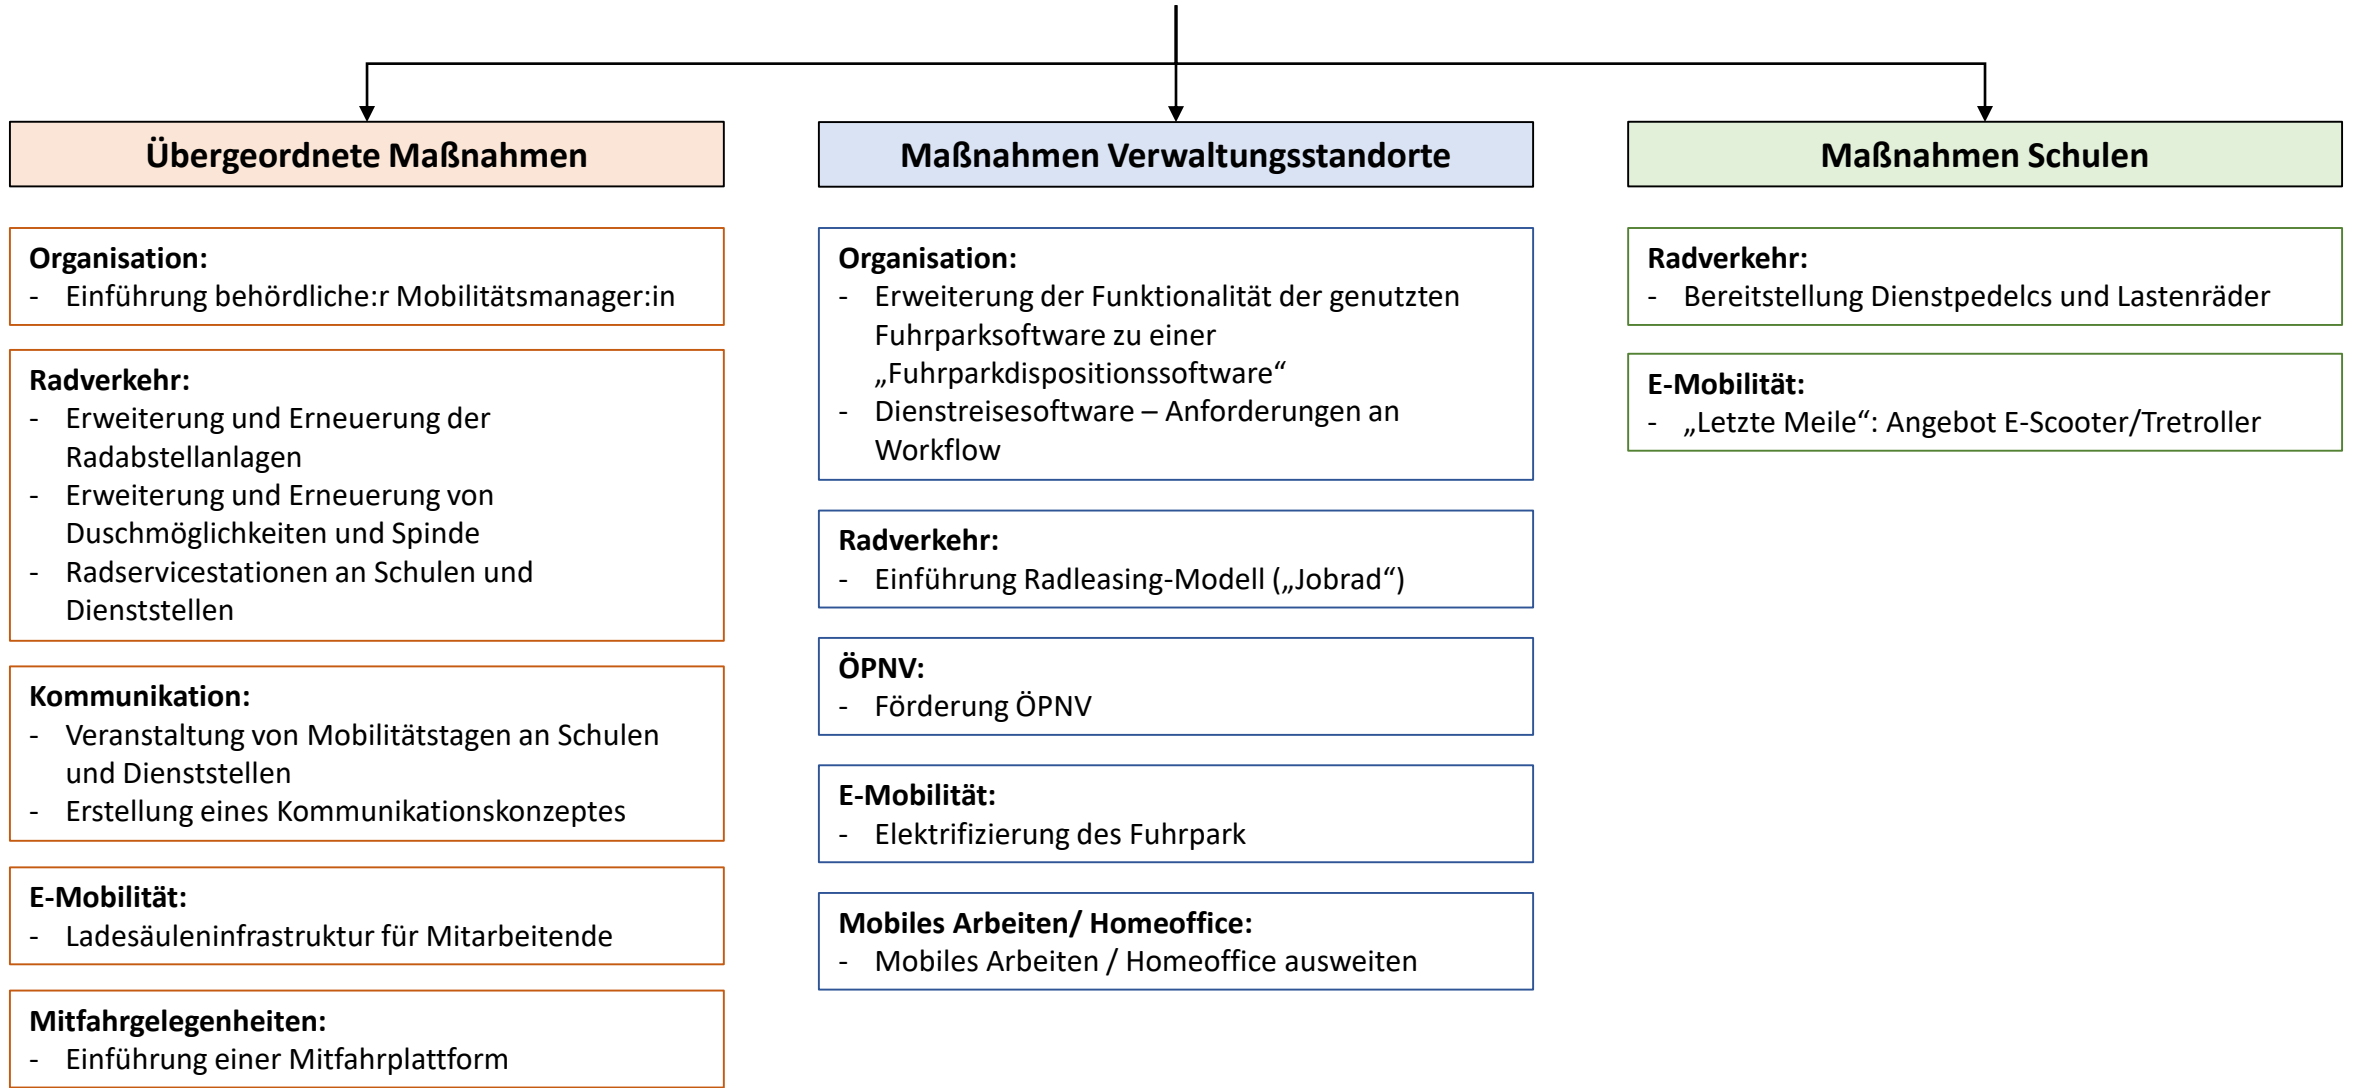 Übergeordnete Maßnahmen
Organisation:
- Einführung behördliche:r Mobilitätsmanager:in
Radverkehr:
- Erweiterung und Erneuerung der
Radabstellanlagen
- Erweiterung und Erneuerung von
Duschmöglichkeiten und Spinde
- Radservicestationen an Schulen und
Dienststellen
Kommunikation:
- Veranstaltung von Mobilitätstagen an Schulen
und Dienststellen
- Erstellung eines Kommunikationskonzeptes
E-Mobilität:
- Ladesäuleninfrastruktur für Mitarbeitende
Mitfahrgelegenheiten:
- Einführung einer Mitfahrplattform
Maßnahmen Verwaltungsstandorte
Organisation:
- Erweiterung der Funktionalität der genutzten
Fuhrparksoftware zu einer
„Fuhrparkdispositionssoftware“
- Dienstreisesoftware – Anforderungen an
Workflow
Radverkehr:
- Einführung Radleasing-Modell („Jobrad“)
ÖPNV:
- Förderung ÖPNV
E-Mobilität:
- Elektrifizierung des Fuhrpark
Mobiles Arbeiten/ Homeoffice:
- Mobiles Arbeiten / Homeoffice ausweiten
Maßnahmen Schulen
Radverkehr:
- Bereitstellung Dienstpedelcs und Lastenräder
E-Mobilität:
- „Letzte Meile“: Angebot E-Scooter/Tretroller